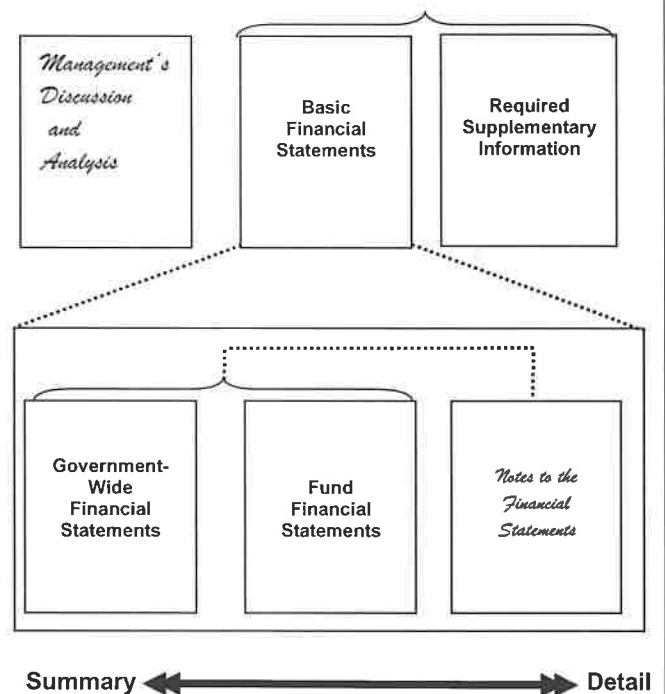 Management's
Discussion
and
Analysis
Basic
Financial
Statements
Required
Supplementary
Information
Government-
Wide
Financial
Statements
Fund
Financial
Statements
Notes to the
Financial
Statements
Summary
Detail